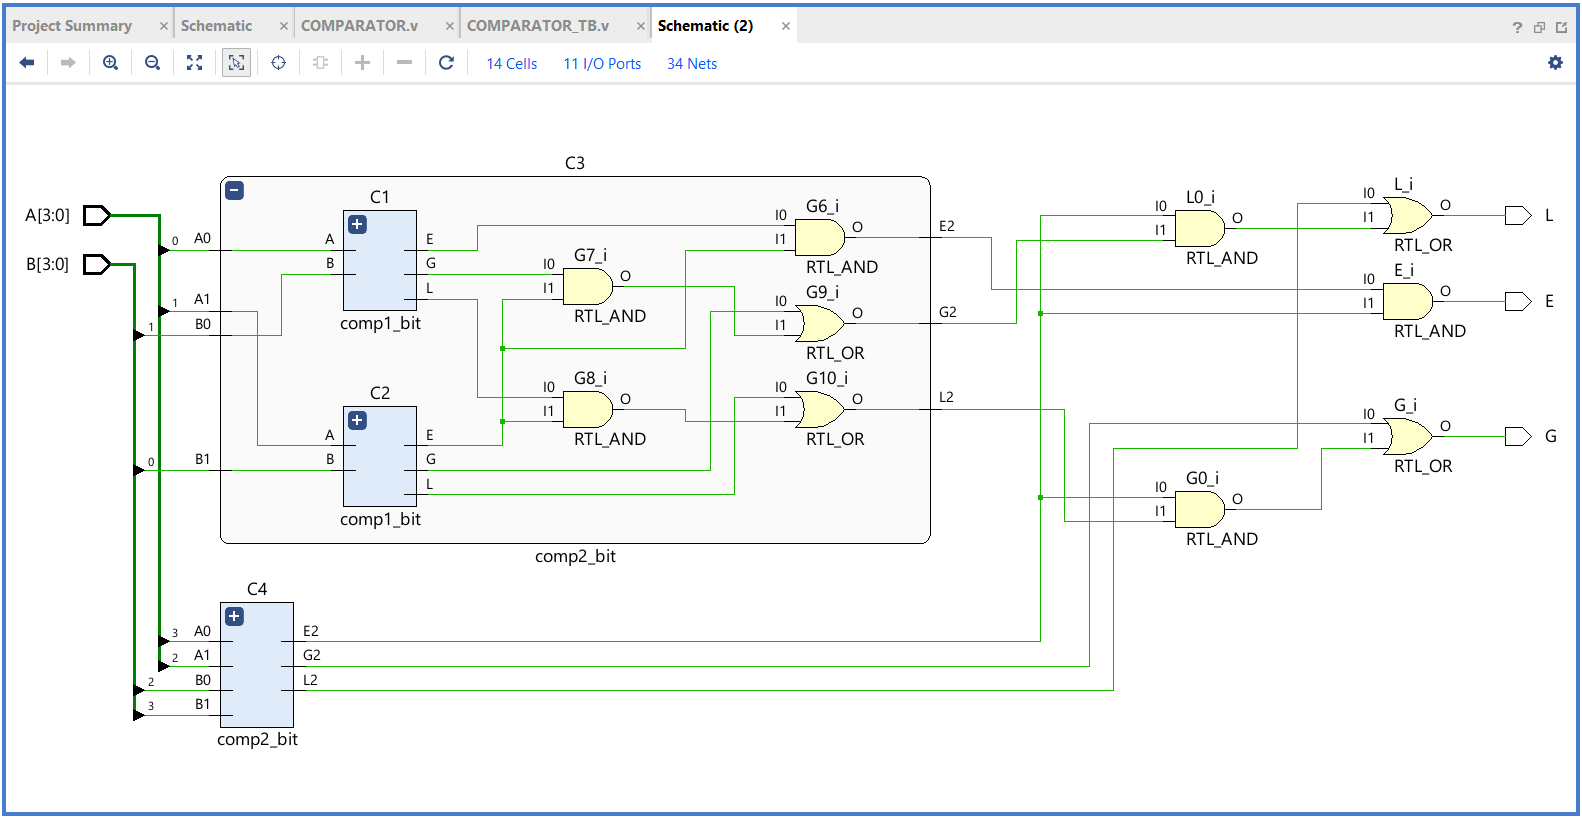 Project Summary × Schematic × COMPARATOR.v × COMPARATOR_TB.v × Schematic (2) × ?
14 Cells 11 I/O Ports 34 Nets
C3
A[3:0]
B[3:0]
0 A0
1 A1
1 B0
0 B1
C1
A E
B G
L
comp1_bit
C2
A E
B G
L
comp1_bit
G7_i
I0 O
I1
RTL_AND
G8_i
I0 O
I1
RTL_AND
G6_i
I0 O
I1
RTL_AND
G9_i
I0 O
I1
RTL_OR
G10_i
I0 O
I1
RTL_OR
E2
G2
L2
comp2_bit
C4
3 A0 E2
2 A1 G2
2 B0 L2
3 B1
comp2_bit
L0_i
I0 O
I1
RTL_AND
G0_i
I0 O
I1
RTL_AND
L_i
I0 O
I1
RTL_OR
L
E_i
I0 O
I1
RTL_AND
E
G_i
I0 O
I1
RTL_OR
G